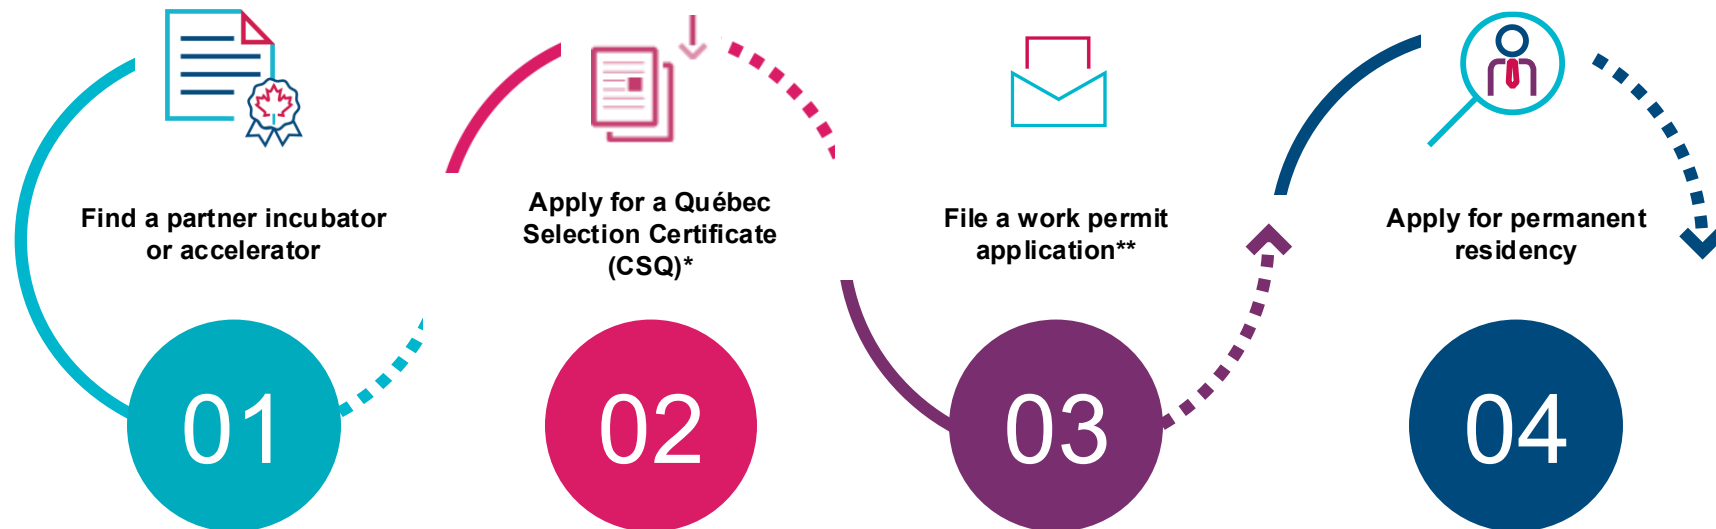 Find a partner incubator
or accelerator
01
Apply for a Québec
Selection Certificate
(CSQ)*
02
File a work permit
application**
03
Apply for permanent
residency
04